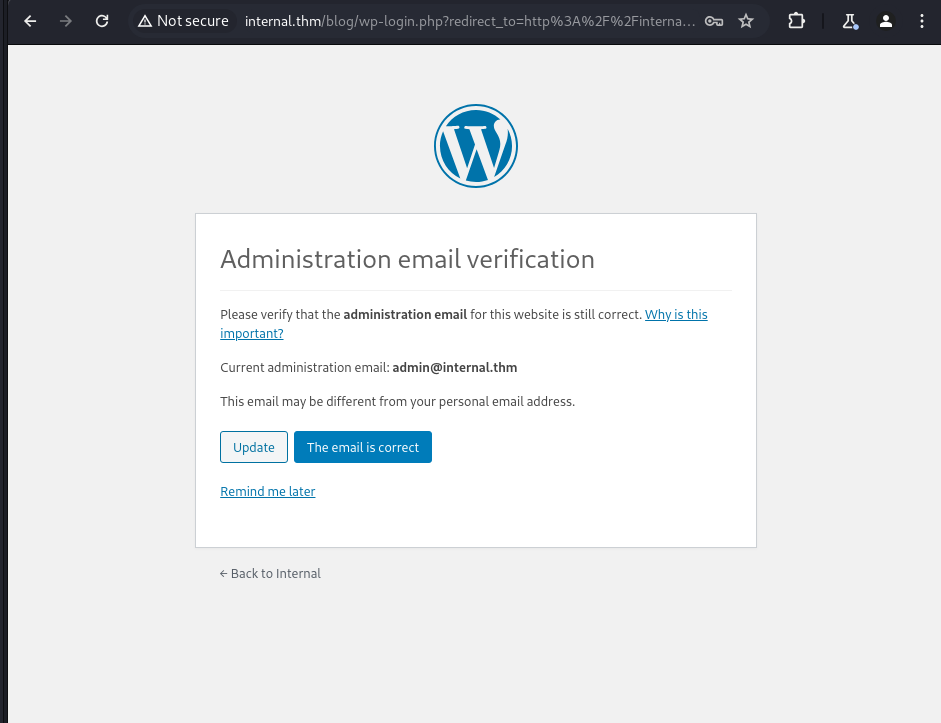 Not secure internal.thm/blog/wp-login.php?redirect_to=http%3A%2F%2Finterna...
Administration email verification
Please verify that the administration email for this website is still correct. Why is this
important?
Current administration email: admin@internal.thm
This email may be different from your personal email address.
Update The email is correct
Remind me later
← Back to Internal